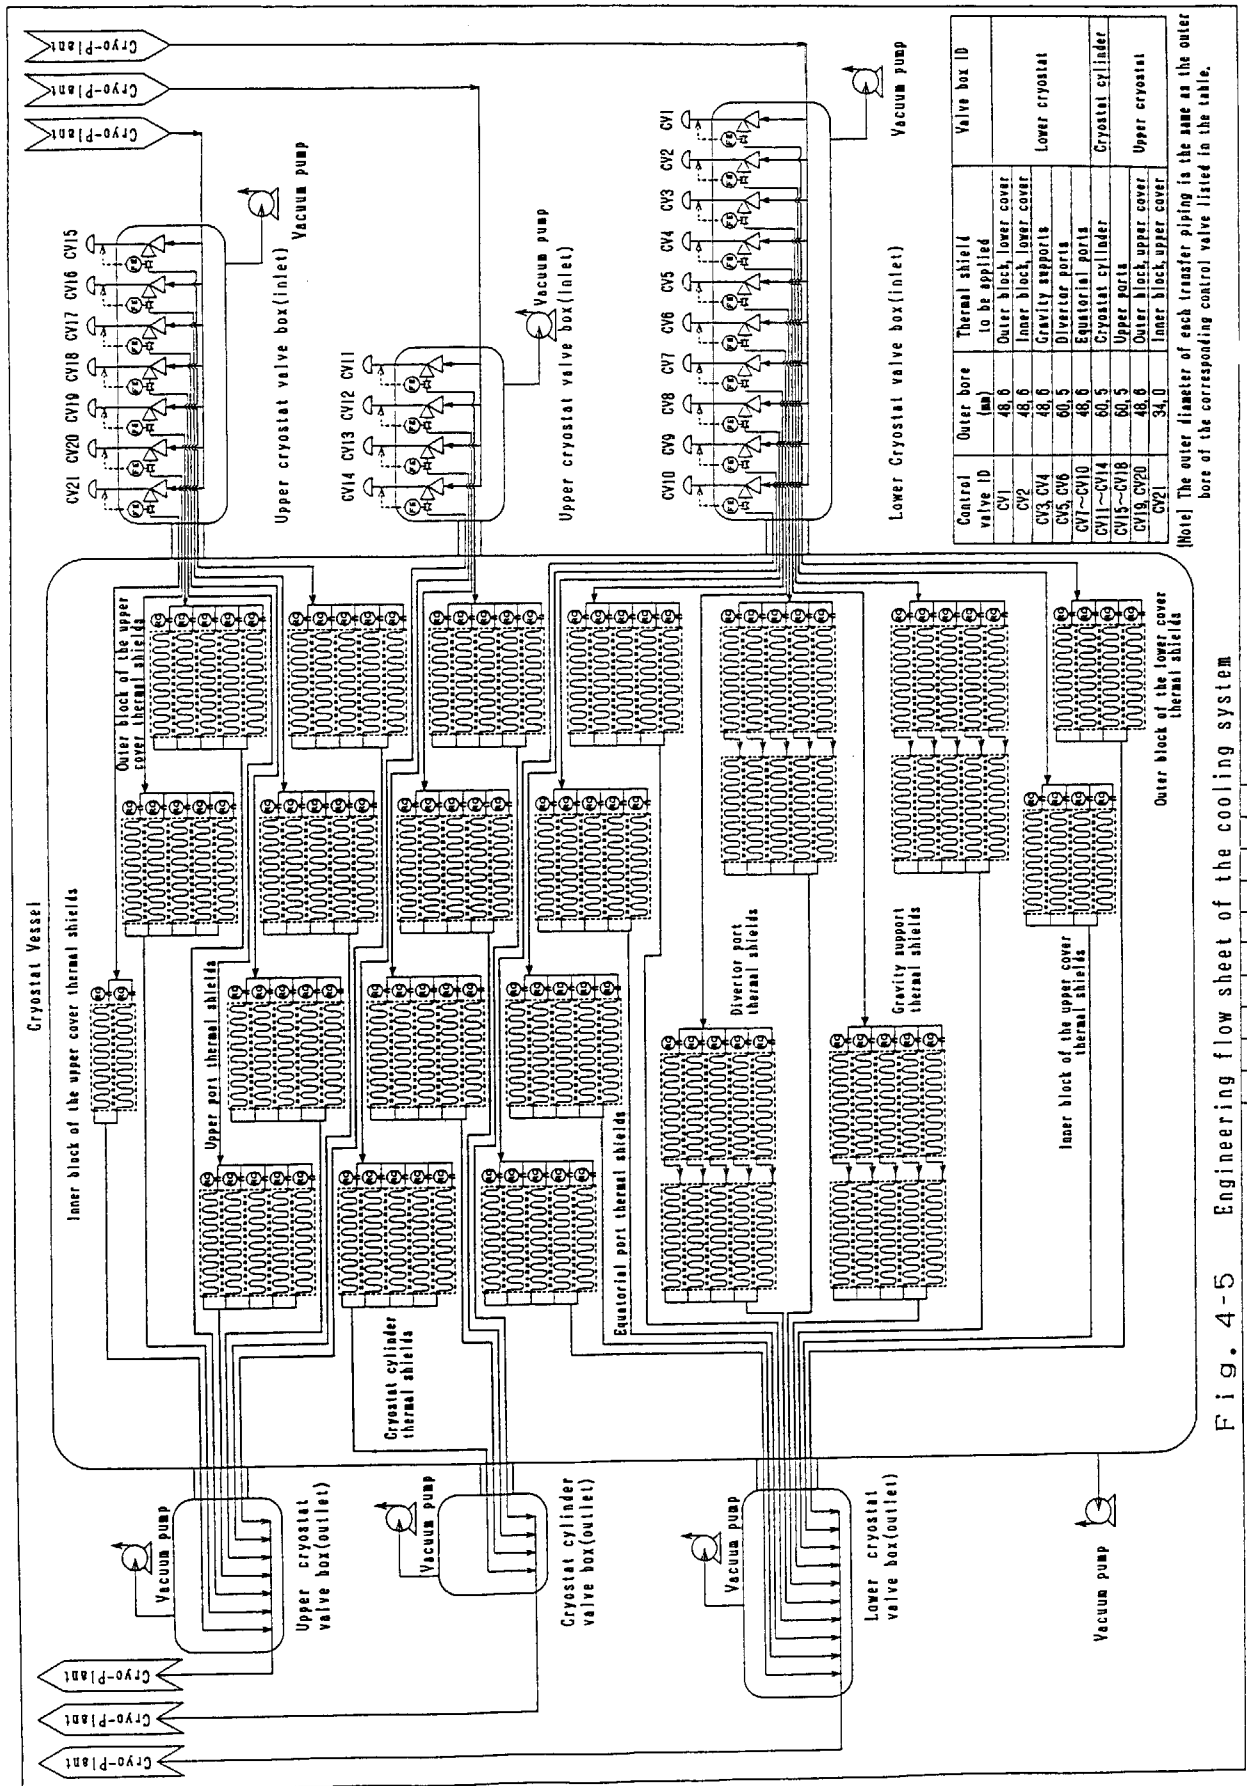 Cryo-Plant
Cryo-Plant
Cryo-Plant
Cryostat Vessel
CV21 CV20 CV19 CV18 CV17 CV16 CV15
Vacuum pump
Upper cryostat valve box(inlet)
CV14 CV13 CV12 CV11
Vacuum pump
Upper cryostat valve box(inlet)
CV10 CV9 CV8 CV7 CV6 CV5 CV4 CV3 CV2 CV1
Vacuum pump
Lower Cryostat valve box(inlet)
Inner block of the upper cover thermal shields
Outer block of the upper
cover thermal shields
Upper port thermal shields
Cryostat cylinder
thermal shields
Equatorial port thermal shields
Divertor port
thermal shields
Gravity support
thermal shields
Inner block of the upper cover
thermal shields
Outer block of the lower cover
thermal shields
Vacuum pump
Upper cryostat
valve box(outlet)
Vacuum pump
Cryostat cylinder
valve box(outlet)
Vacuum pump
Lower cryostat
valve box(outlet)
Vacuum pump
Cryo-Plant
Cryo-Plant
Cryo-Plant
Control
valve ID
Outer bore
(mm)
Thermal shield
to be applied
Valve box ID
CV1 48.6 Outer block, lower cover
CV2 48.6 Inner block, lower cover
CV3, CV4 48.6 Gravity supports
CV5, CV6 60.5 Divertor ports
CV7~CV10 48.6 Equatorial ports
Lower cryostat
CV11~CV14 60.5 Cryostat cylinder Cryostat cylinder
CV15~CV18 60.5 Upper ports
CV19, CV20 48.6 Outer block, upper cover
CV21 34.0 Inner block, upper cover
Upper cryostat
[Note] The outer diameter of each transfer piping is the same as the outer
bore of the corresponding control valve listed in the table.
Fig. 4-5 Engineering flow sheet of the cooling system